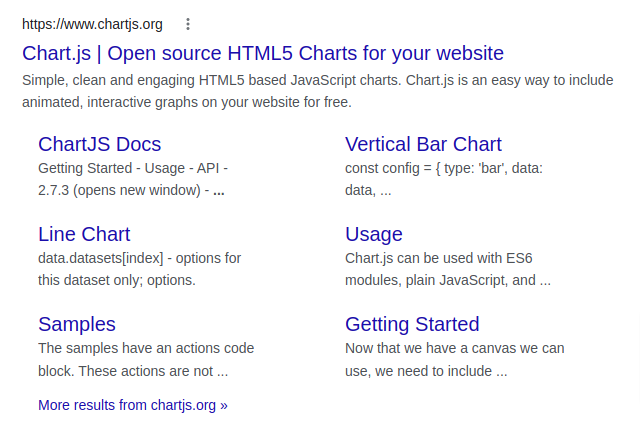 https://www.chartjs.org
Chart.js | Open source HTML5 Charts for your website
Simple, clean and engaging HTML5 based JavaScript charts. Chart.js is an easy way to include
animated, interactive graphs on your website for free.
ChartJS Docs
Getting Started - Usage - API -
2.7.3 (opens new window) - ...
Vertical Bar Chart
const config = { type: 'bar', data:
data, ...
Line Chart
data.datasets[index] - options for
this dataset only; options.
Usage
Chart.js can be used with ES6
modules, plain JavaScript, and ...
Samples
The samples have an actions code
block. These actions are not ...
Getting Started
Now that we have a canvas we can
use, we need to include ...
More results from chartjs.org »